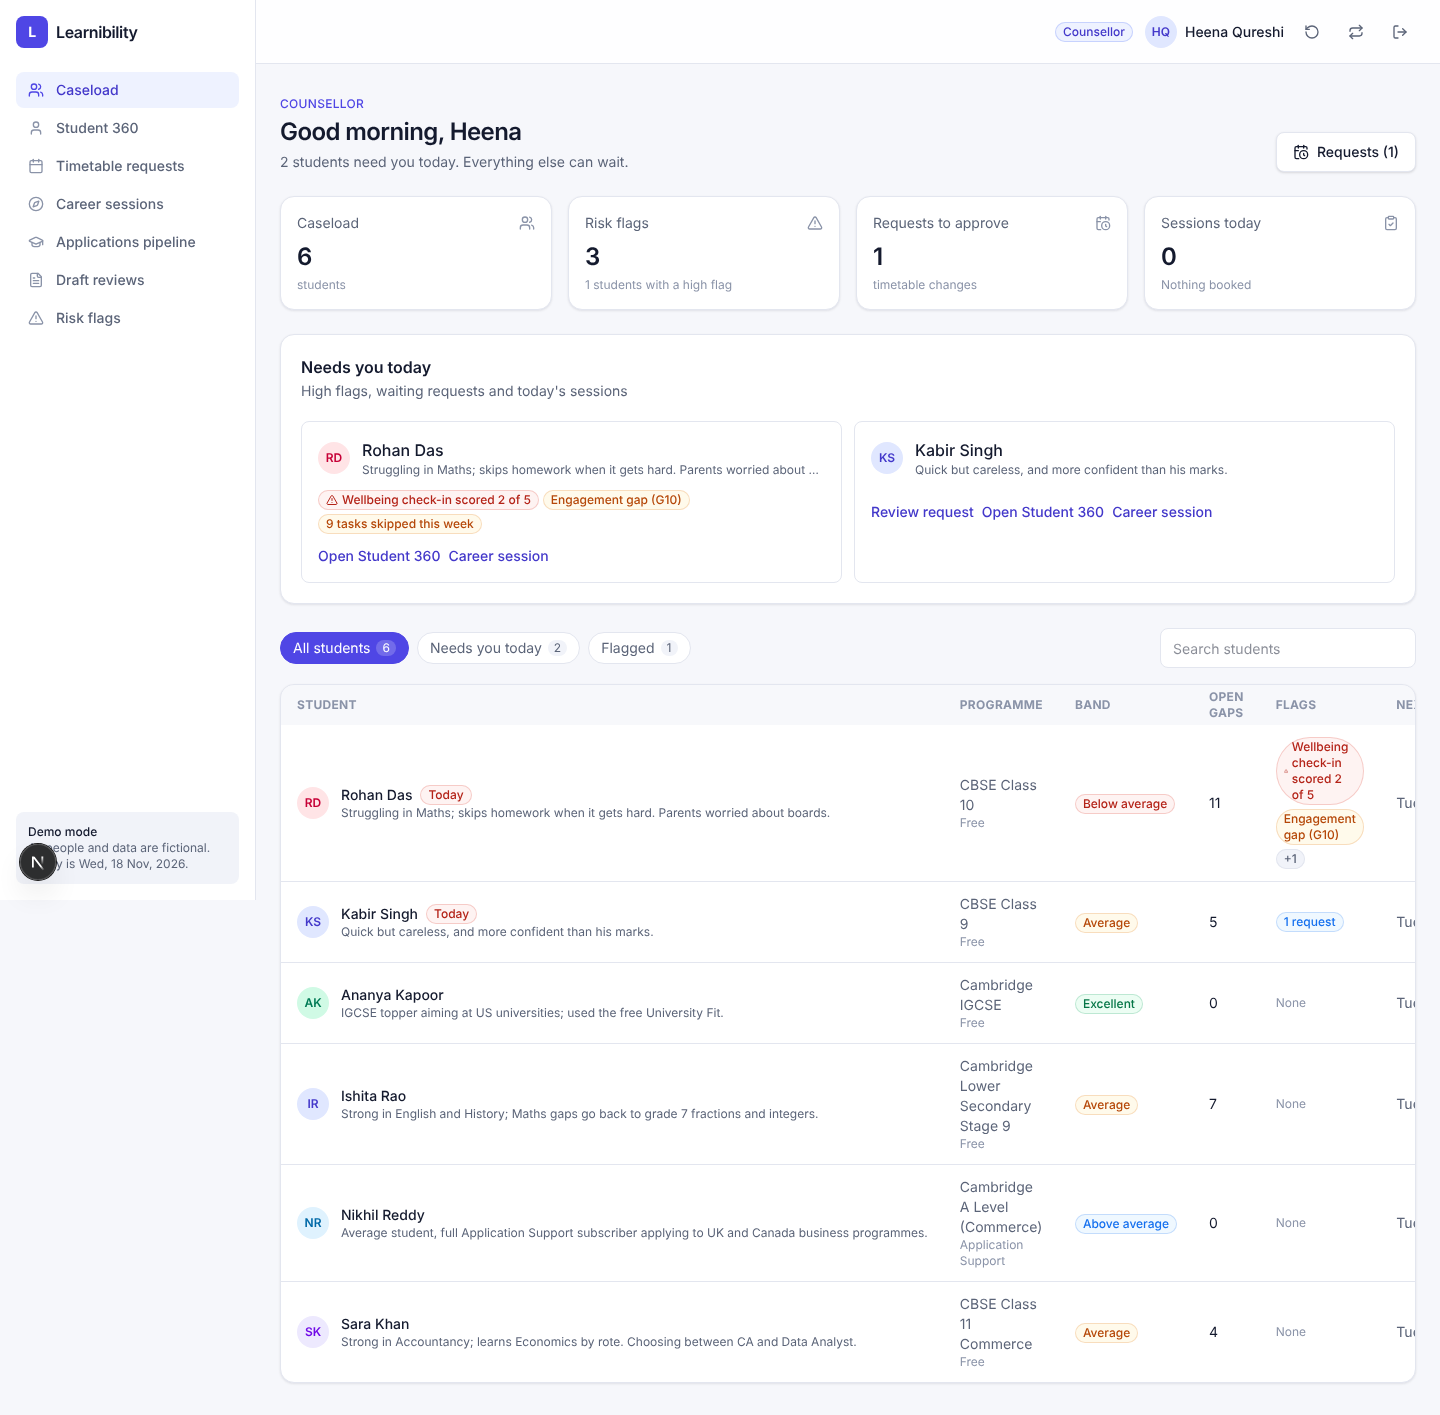 L Learnibility
Counsellor HQ Heena Qureshi
Caseload
Student 360
Timetable requests
Career sessions
Applications pipeline
Draft reviews
Risk flags
Demo mode
people and data are fictional.
is Wed, 18 Nov, 2026.
N
COUNSELLOR
Good morning, Heena
2 students need you today. Everything else can wait.
Requests (1)
Caseload
6
students
Risk flags
3
1 students with a high flag
Requests to approve
1
timetable changes
Sessions today
0
Nothing booked
Needs you today
High flags, waiting requests and today's sessions
RD Rohan Das
Struggling in Maths; skips homework when it gets hard. Parents worried about ...
Wellbeing check-in scored 2 of 5 Engagement gap (G10)
9 tasks skipped this week
Open Student 360 Career session
KS Kabir Singh
Quick but careless, and more confident than his marks.
Review request Open Student 360 Career session
All students 6 Needs you today 2 Flagged 1
Search students
STUDENT PROGRAMME BAND OPEN GAPS FLAGS
RD Rohan Das Today
Struggling in Maths; skips homework when it gets hard. Parents worried about boards.
CBSE Class
10
Free
Below average
11
Wellbeing
check-in
scored 2
of 5
Engagement
gap (G10)
+1
KS Kabir Singh Today
Quick but careless, and more confident than his marks.
CBSE Class
9
Free
Average
5
1 request
AK Ananya Kapoor
IGCSE topper aiming at US universities; used the free University Fit.
Cambridge
IGCSE
Free
Excellent
0
None
IR Ishita Rao
Strong in English and History; Maths gaps go back to grade 7 fractions and integers.
Cambridge
Lower
Secondary
Stage 9
Free
Average
7
None
NR Nikhil Reddy
Average student, full Application Support subscriber applying to UK and Canada business programmes.
Cambridge
A Level
(Commerce)
Application
Support
Above average
0
None
SK Sara Khan
Strong in Accountancy; learns Economics by rote. Choosing between CA and Data Analyst.
CBSE Class
11
Commerce
Free
Average
4
None